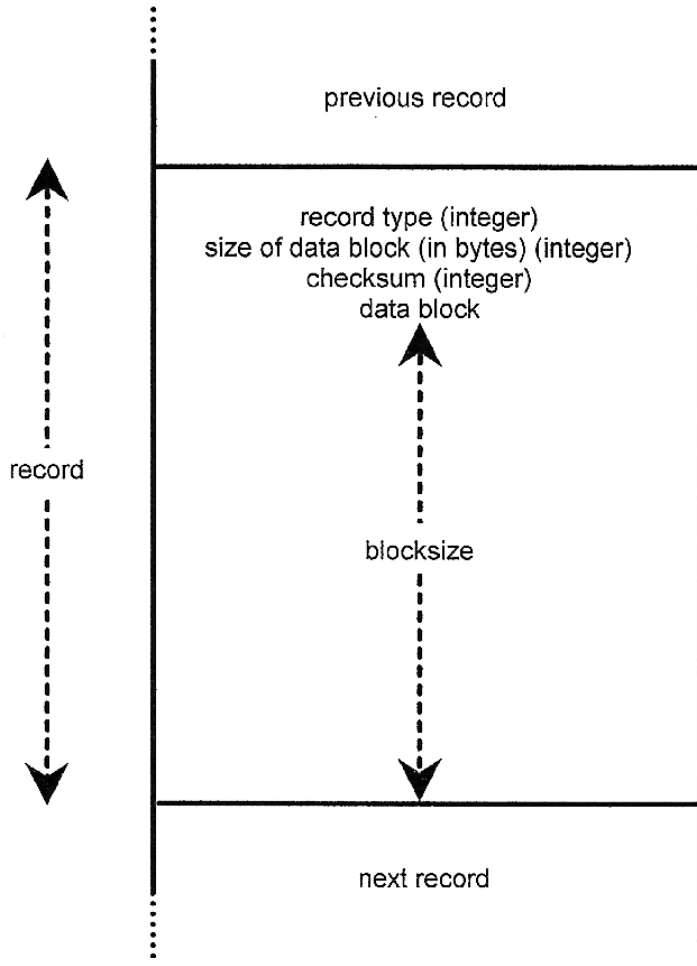 previous record
record type (integer)
size of data block (in bytes) (integer)
checksum (integer)
data block
record
blocksize
next record